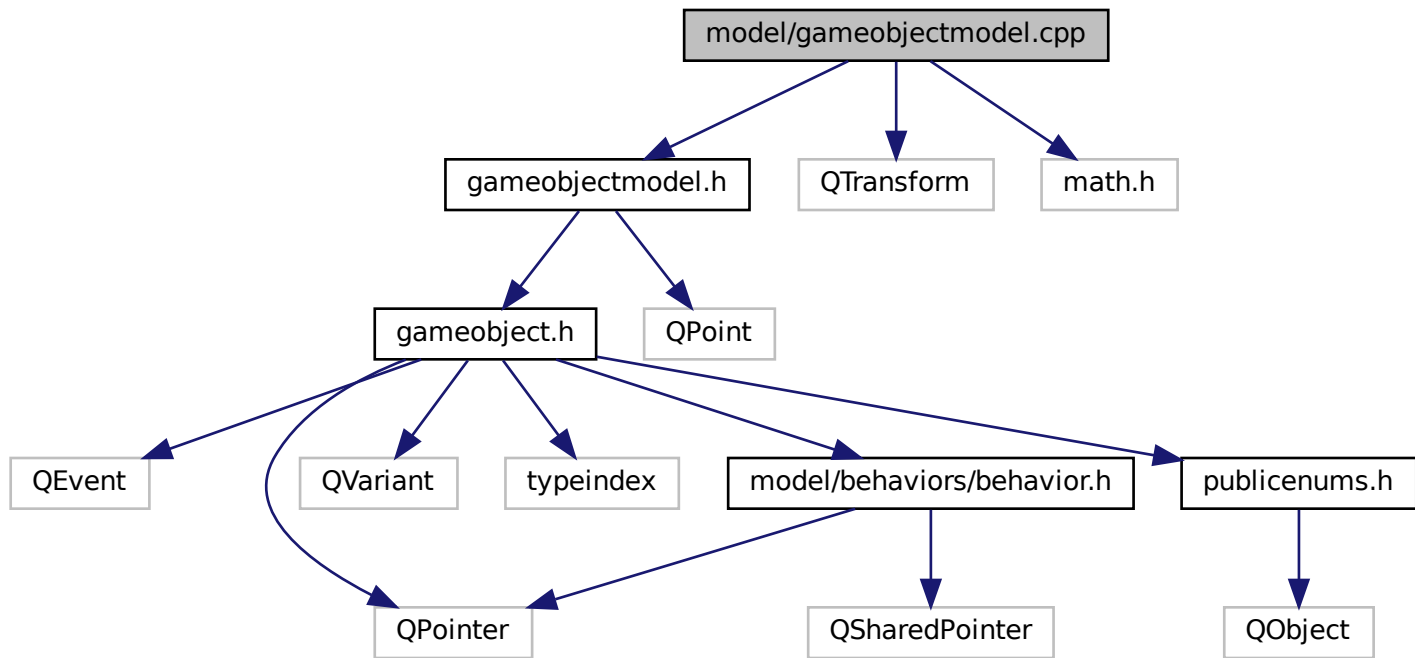 model/gameobjectmodel.cpp
gameobjectmodel.h
QTransform
math.h
gameobject.h
QPoint
QEvent
QVariant
typeindex
model/behaviors/behavior.h
publicenums.h
QPointer
QSharedPointer
QObject